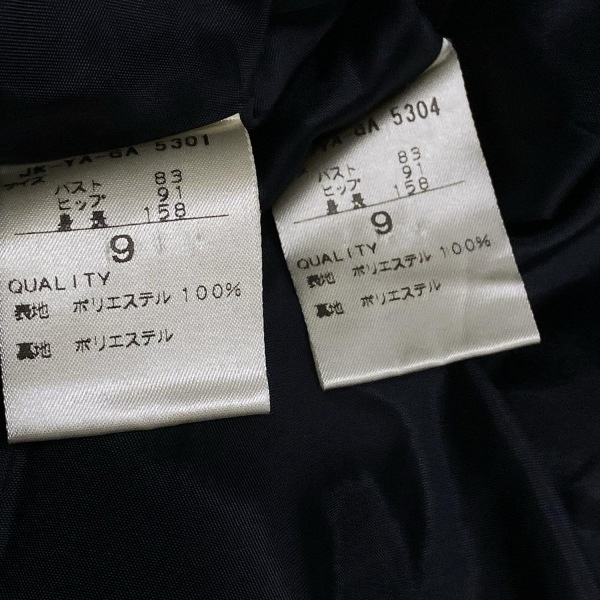 JK-YA-GA 5301
サイズ
バスト 83
ヒップ 91
身長 158
9
QUALITY
表地 ポリエステル 100%
裏地 ポリエステル
YA-GA 5304
バスト 83
ヒップ 91
身長 158
9
QUALITY
表地 ポリエステル 100%
裏地 ポリエステル